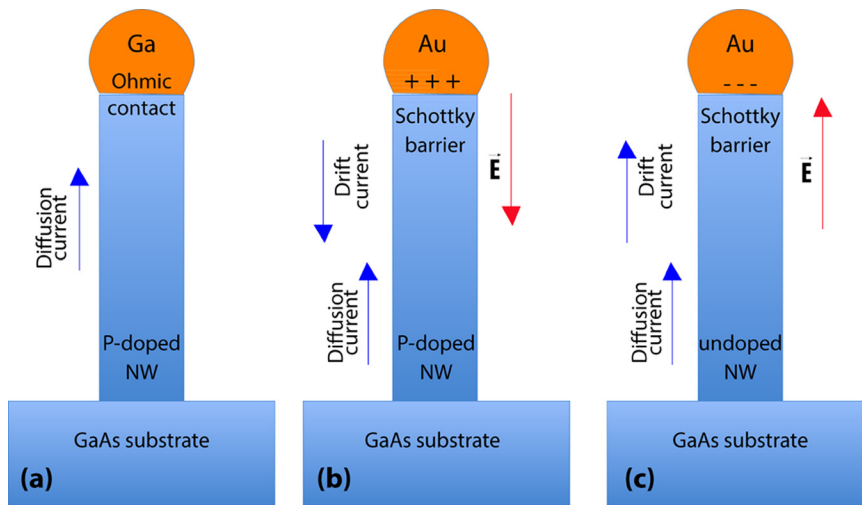 Ga
Ohmic
contact
Diffusion
current
P-doped
NW
GaAs substrate
(a)
Au
+ + +
Schottky
barrier
Drift
current
E
Diffusion
current
P-doped
NW
GaAs substrate
(b)
Au
- - -
Schottky
barrier
Drift
current
E
Diffusion
current
undoped
NW
GaAs substrate
(c)